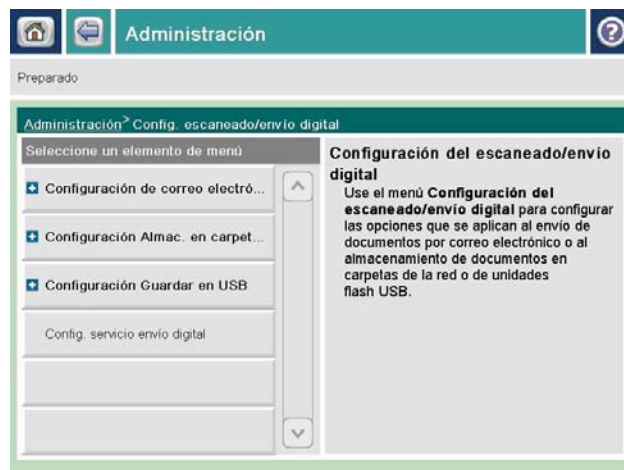 Administración
Preparado
Administración> Config. escaneado/envío digital
Seleccione un elemento de menú
Configuración de correo electró...
Configuración Almac. en carpet...
Configuración Guardar en USB
Config. servicio envío digital
Configuración del escaneado/envío
digital
Use el menú Configuración del
escaneado/envío digital para configurar
las opciones que se aplican al envío de
documentos por correo electrónico o al
almacenamiento de documentos en
carpetas de la red o de unidades
flash USB.